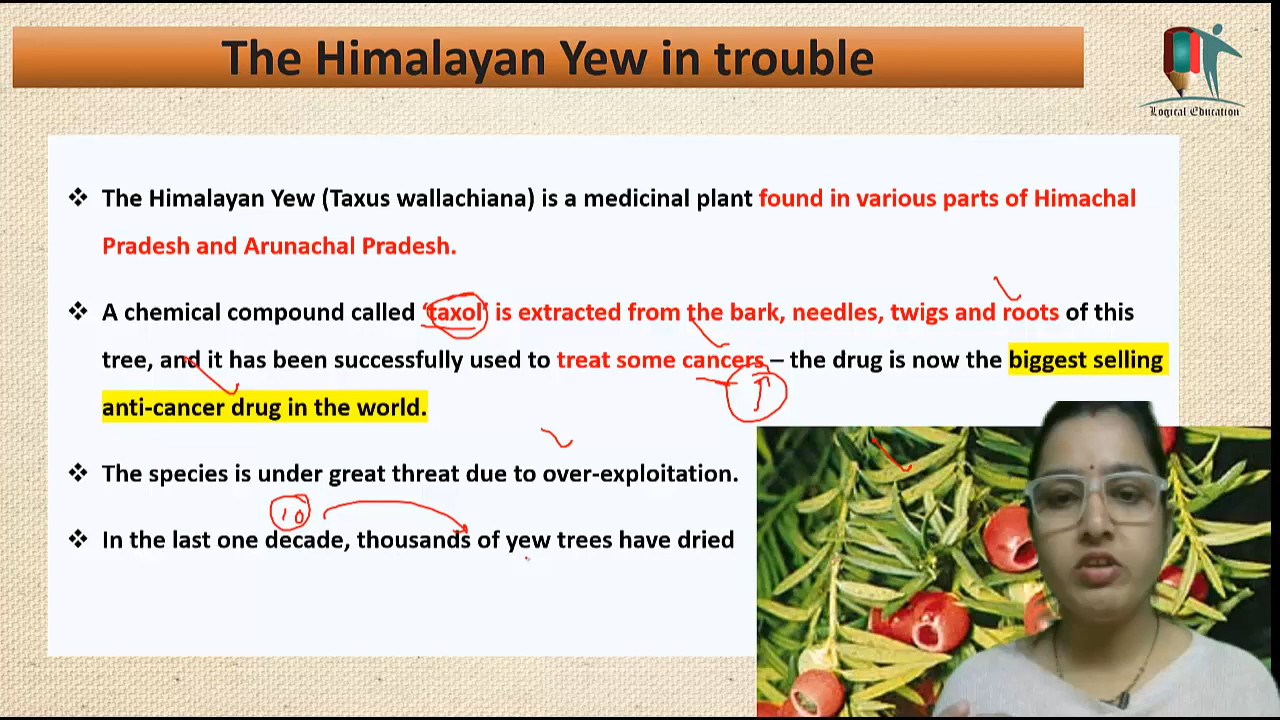 The Himalayan Yew in trouble
Logical Education
❖ The Himalayan Yew (Taxus wallachiana) is a medicinal plant found in various parts of Himachal
Pradesh and Arunachal Pradesh.
❖ A chemical compound called 'taxol' is extracted from the bark, needles, twigs and roots of this
tree, and it has been successfully used to treat some cancers – the drug is now the biggest selling
anti-cancer drug in the world.
❖ The species is under great threat due to over-exploitation.
10
❖ In the last one decade, thousands of yew trees have dried